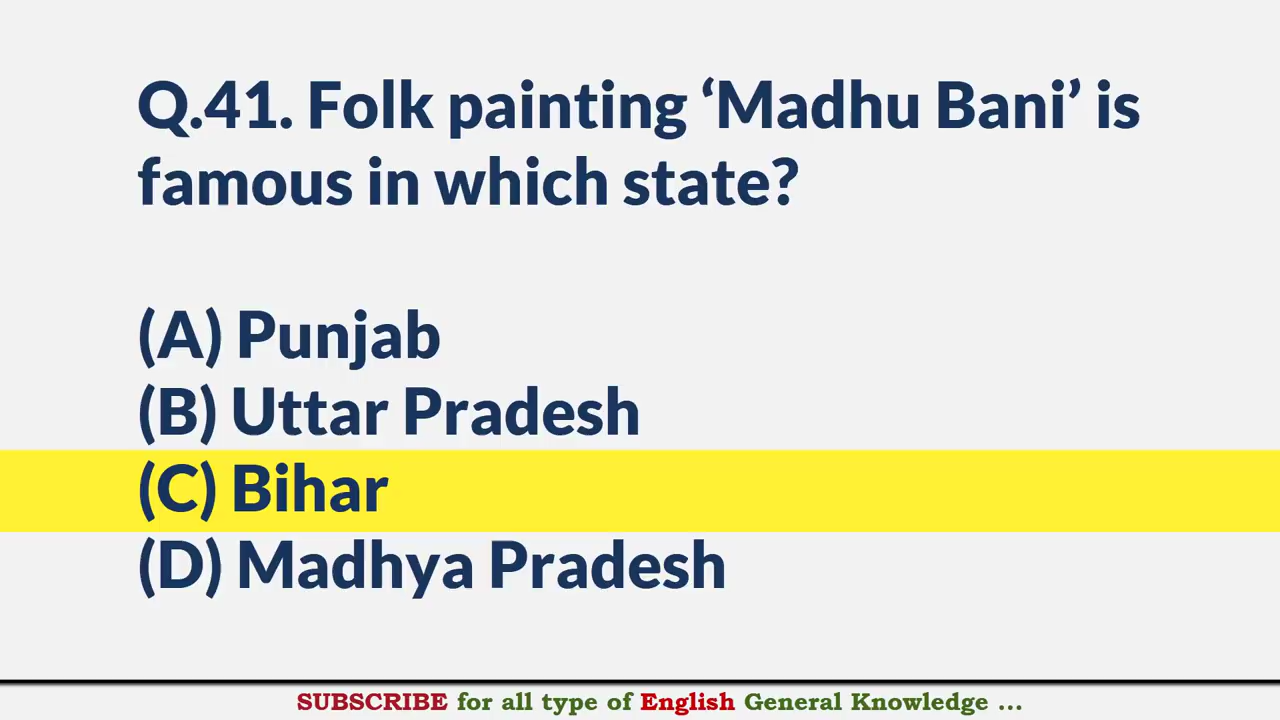 Q.41. Folk painting ‘Madhu Bani’ is
famous in which state?
(A) Punjab
(B) Uttar Pradesh
(C) Bihar
(D) Madhya Pradesh
SUBSCRIBE for all type of English General Knowledge ...